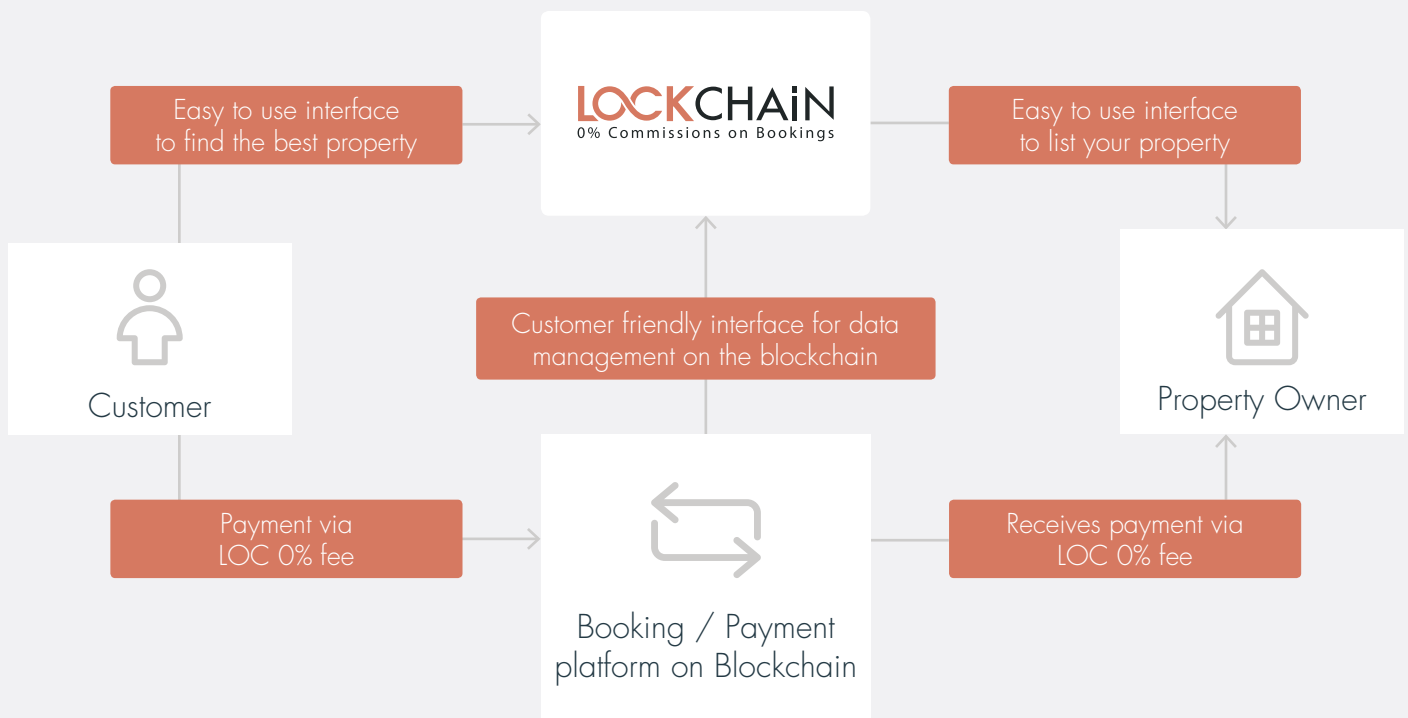 LOCKCHAiN
0% Commissions on Bookings
Easy to use interface
to find the best property
Easy to use interface
to list your property
Customer
Customer friendly interface for data
management on the blockchain
Property Owner
Payment via
LOC 0% fee
Receives payment via
LOC 0% fee
Booking / Payment
platform on Blockchain